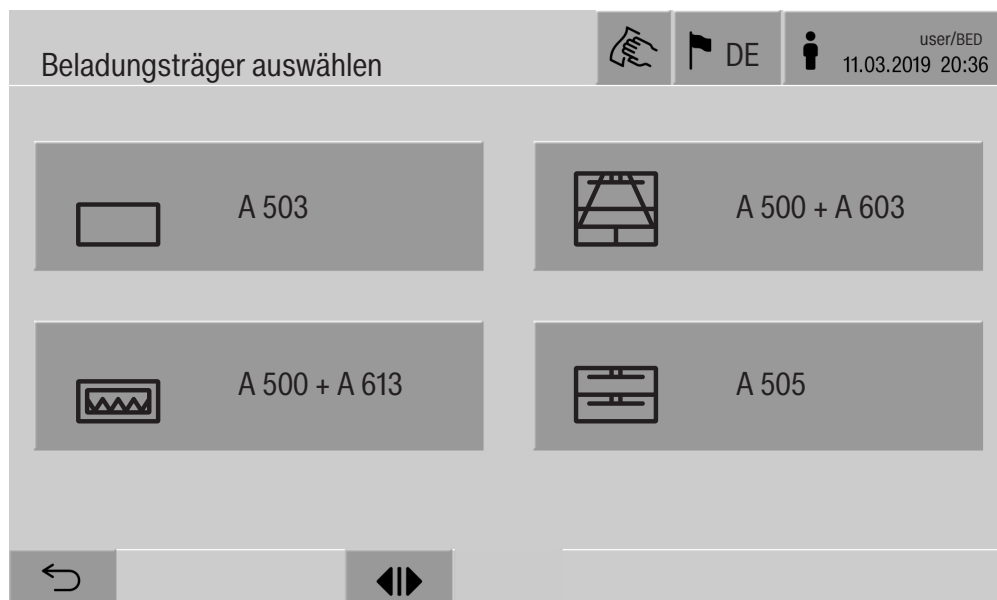 Beladungsträger auswählen
DE
user/BED
11.03.2019 20:36
A 503
A 500 + A 603
A 500 + A 613
A 505